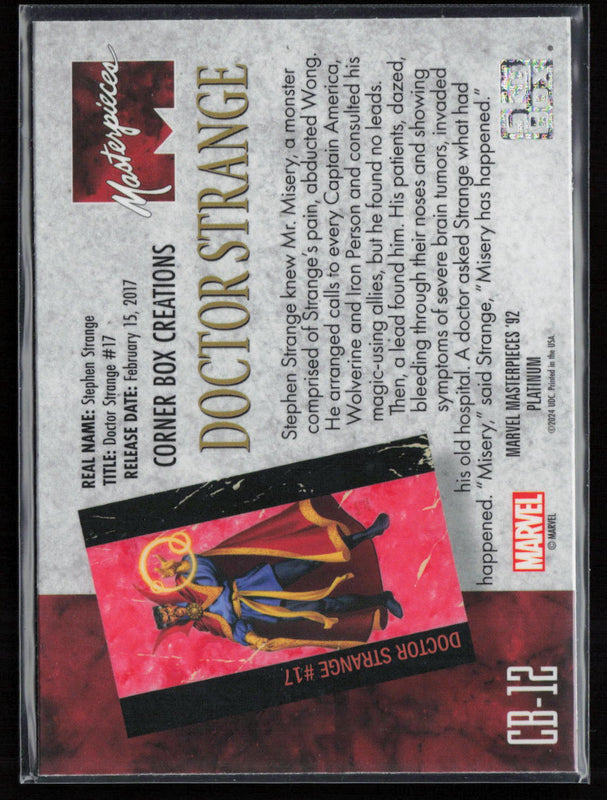 Masterpieces
REAL NAME: Stephen Strange
TITLE: Doctor Strange #17
RELEASE DATE: February 15, 2017
CORNER BOX CREATIONS
DOCTOR STRANGE
Stephen Strange knew Mr. Misery, a monster
comprised of Strange's pain, abducted Wong.
He arranged calls to every Captain America,
Wolverine and Iron Person and consulted his
magic-using allies, but he found no leads.
Then, a lead found him. His patients, dazed,
bleeding through their noses and showing
symptoms of severe brain tumors, invaded
his old hospital. A doctor asked Strange what had
happened. "Misery," said Strange, "Misery has happened."
DOCTOR STRANGE #17
MARVEL
© MARVEL
MARVEL MASTERPIECES '92
PLATINUM
©2024 UDC. Printed in the USA
CB-12